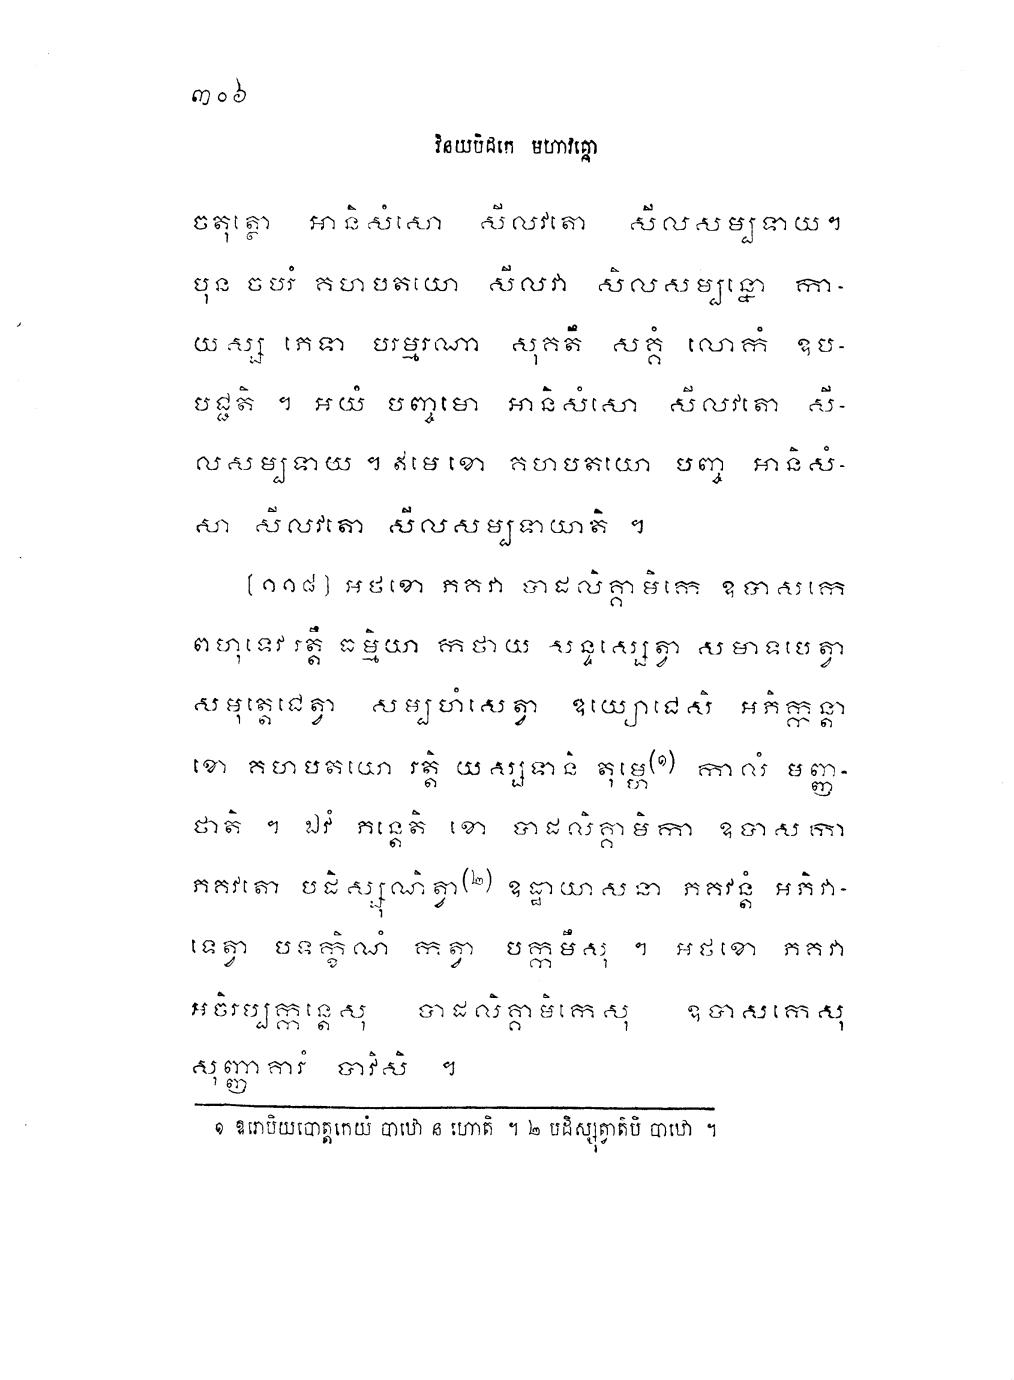 ៣០៦
វិនយបិដកេ មហាវគ្គោ
ចតុត្ថោ អានិសំសោ សីលវតោ សីលសម្បទាយ។
បុន ចបរំ គហបតយោ សីលវា សិលសម្បន្នោ កា-
យស្ស ភេទា បរម្មរណា សុគតឹ សគ្គំ លោកំ ឧប-
បជ្ជតិ ។ អយំ បញ្ចមោ អានិសំសោ សីលវតោ សី-
លសម្បទាយ ។ ឥមេ ខោ គហបតយោ បញ្ច អានិសំ-
សា សីលវតោ សីលសម្បទាយាតិ ។
(១១៨) អថខោ ភគវា បាដលិគ្គាមិកេ ឧបាសកេ
ពហុទេវ រត្តឹ ធម្មិយា កថាយ សន្ទស្សេត្វា សមាទបេត្វា
សមុត្តេជេត្វា សម្បហំសេត្វា ឧយ្យោជេសិ អភិក្កន្តា
ខោ គហបតយោ រត្តិ យស្សទានិ តុម្ហេ(១) កាលំ មញ្ញ-
ថាតិ ។ ឯវំ ភន្តេតិ ខោ បាដលិគ្គាមិកា ឧបាសកា
ភគវតោ បដិស្សុណិត្វា(២) ឧដ្ឋាយាសនា ភគវន្តំ អភិវា-
ទេត្វា បទក្ខិណំ កត្វា បក្កមឹសុ ។ អថខោ ភគវា
អចិរប្បក្កន្តេសុ បាដលិគ្គាមិកេសុ ឧបាសកេសុ
សុញ្ញាគារំ បាវិសិ ។
១ ឧរោបិយបោត្ថកេយំ បាឋោ ន ហោតិ ។ ២ បដិស្សុត្វាតិបិ បាឋោ ។